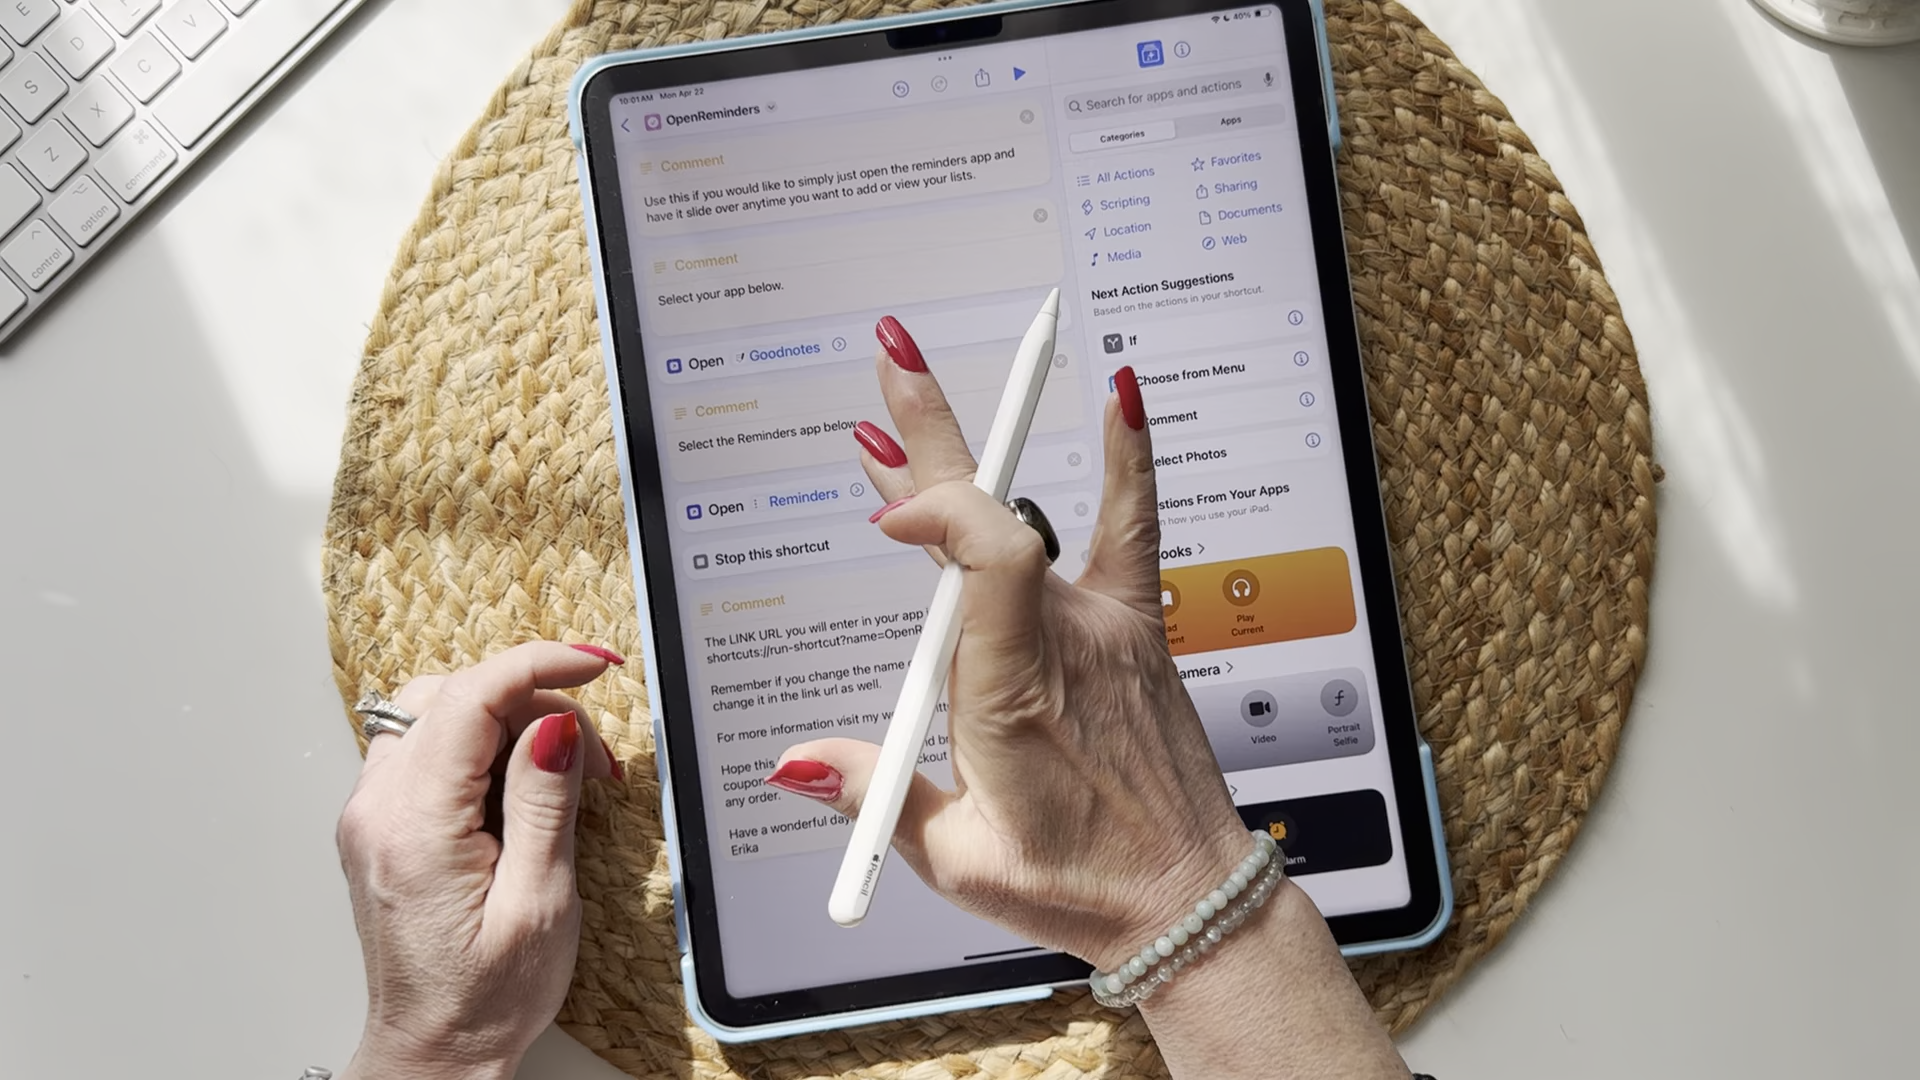 E
D
S
C
V
X
Z
⌘
command
⌥
option
^
control
10:01AM Mon Apr 22
40%
OpenReminders
Comment
Use this if you would like to simply just open the reminders app and
have it slide over anytime you want to add or view your lists.
Comment
Select your app below.
Open Goodnotes
Comment
Select the Reminders app below
Open Reminders
Stop this shortcut
Comment
The LINK URL you will enter in your app
shortcuts://run-shortcut?name=OpenR
Remember if you change the name
change it in the link url as well.
For more information visit my
Hope this
coupon
any order.
Have a wonderful day
Erika
Pencil
Search for apps and actions
Categories
Apps
All Actions
Favorites
Scripting
Sharing
Location
Documents
Media
Web
Next Action Suggestions
Based on the actions in your shortcut.
If
Choose from Menu
omment
elect Photos
stions From Your Apps
n how you use your iPad.
ooks
Play
Current
amera
Video
Portrait
Selfie
larm